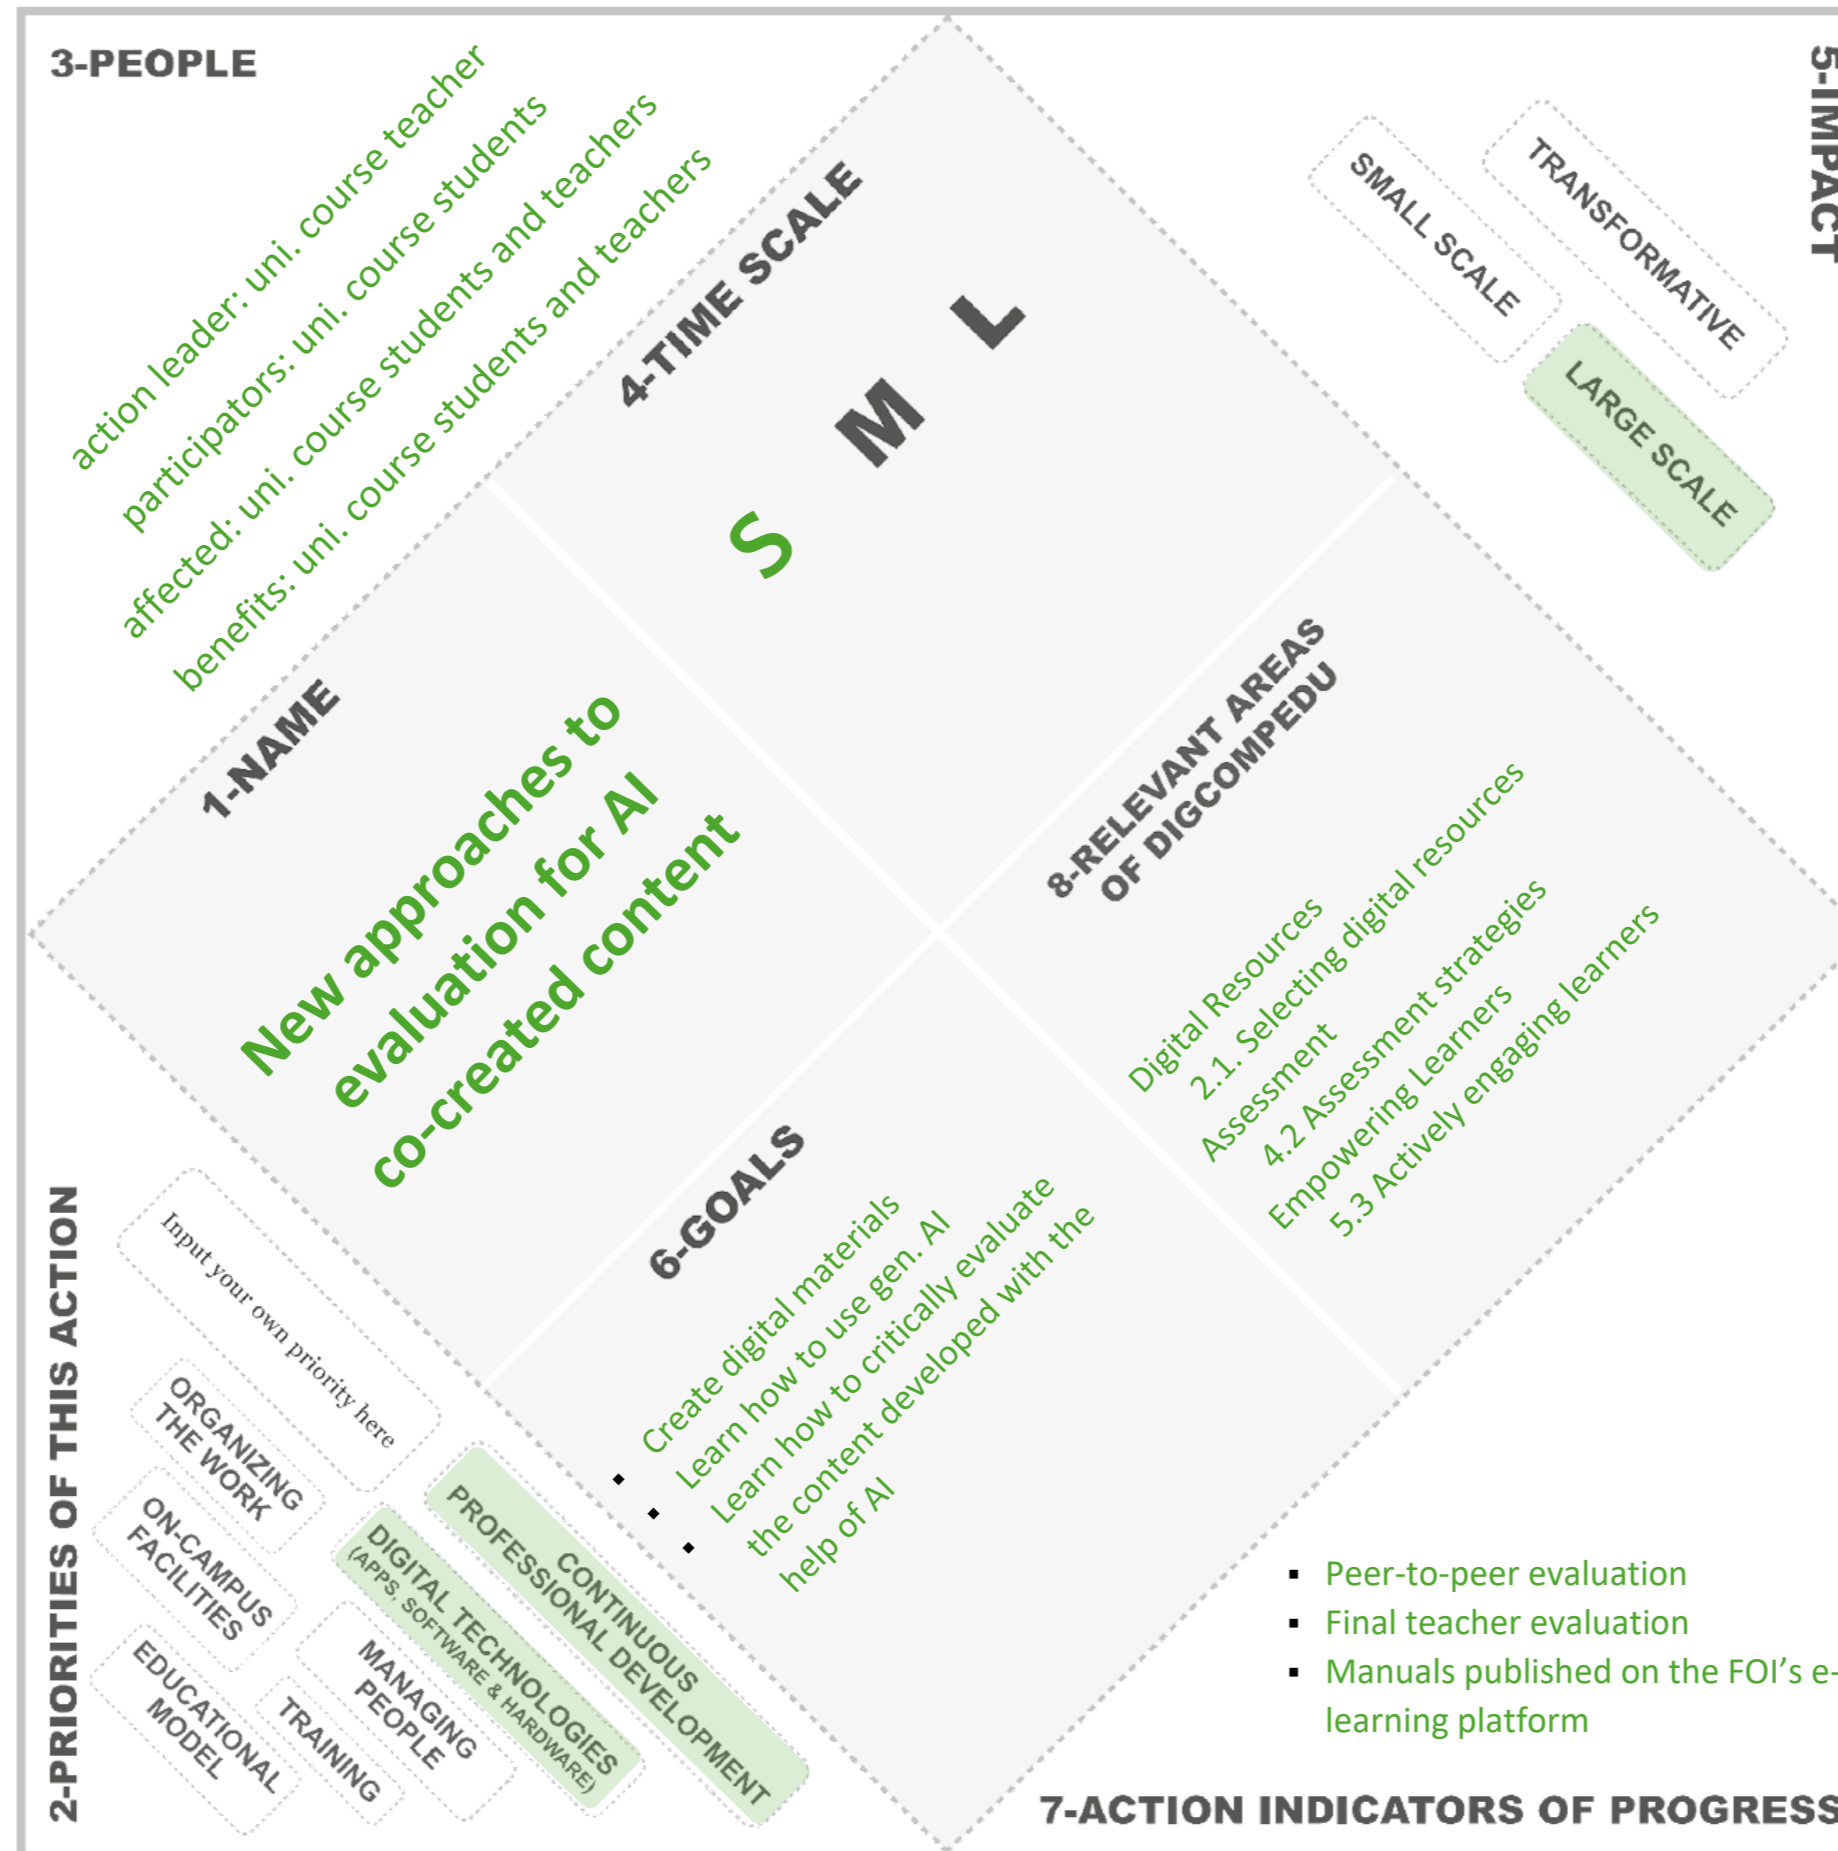 3-PEOPLE
action leader: uni. course teacher
participators: uni. course students
affected: uni. course students and teachers
benefits: uni. course students and teachers
4-TIME SCALE
S
M
L
5-IMPACT
SMALL SCALE
TRANSFORMATIVE
LARGE SCALE
1-NAME
New approaches to
evaluation for AI
co-created content
8-RELEVANT AREAS
OF DIGCOMPEDU
Digital Resources
2.1. Selecting digital resources
Assessment
4.2 Assessment strategies
Empowering Learners
5.3 Actively engaging learners
6-GOALS
Create digital materials
Learn how to use gen. AI
Learn how to critically evaluate
the content developed with the
help of AI
2-PRIORITIES OF THIS ACTION
Input your own priority here
ORGANIZING
THE WORK
ON-CAMPUS
FACILITIES
EDUCATIONAL
MODEL
TRAINING
MANAGING
PEOPLE
DIGITAL TECHNOLOGIES
(APPS, SOFTWARE & HARDWARE)
CONTINUOUS
PROFESSIONAL DEVELOPMENT
▪ Peer-to-peer evaluation
▪ Final teacher evaluation
▪ Manuals published on the FOI's e-
learning platform
7-ACTION INDICATORS OF PROGRESS